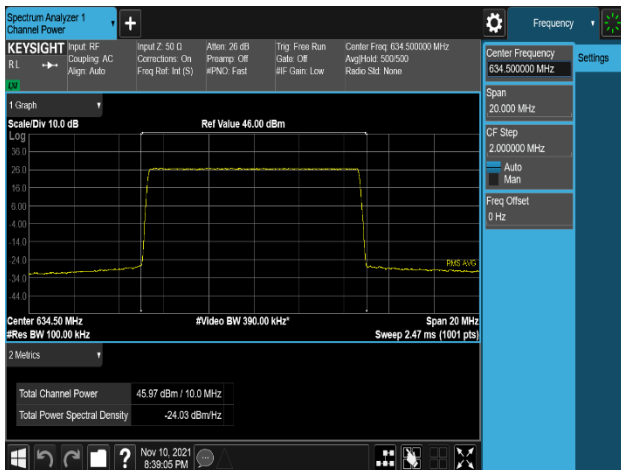 Spectrum Analyzer 1
Channel Power
Frequency
KEYSIGHT
RL
Input: RF
Coupling: AC
Align: Auto
Input Z: 50 Ω
Corrections: On
Freq Ref: Int (S)
Atten: 26 dB
Preamp: Off
#PNO: Fast
Trig: Free Run
Gate: Off
#IF Gain: Low
Center Freq: 634.500000 MHz
Avg|Hold: 500/500
Radio Std: None
1 Graph
Scale/Div 10.0 dB
Ref Value 46.00 dBm
Log
36.0
26.0
16.0
6.00
-4.00
-14.0
-24.0
-34.0
-44.0
RMS AVG
Center 634.50 MHz
#Video BW 390.00 kHz*
Span 20 MHz
#Res BW 100.00 kHz
Sweep 2.47 ms (1001 pts)
2 Metrics
Total Channel Power
45.97 dBm / 10.0 MHz
Total Power Spectral Density
-24.03 dBm/Hz
Center Frequency
634.500000 MHz
Settings
Span
20.000 MHz
CF Step
2.000000 MHz
Auto
Man
Freq Offset
0 Hz
?
Nov 10, 2021
8:39:05 PM